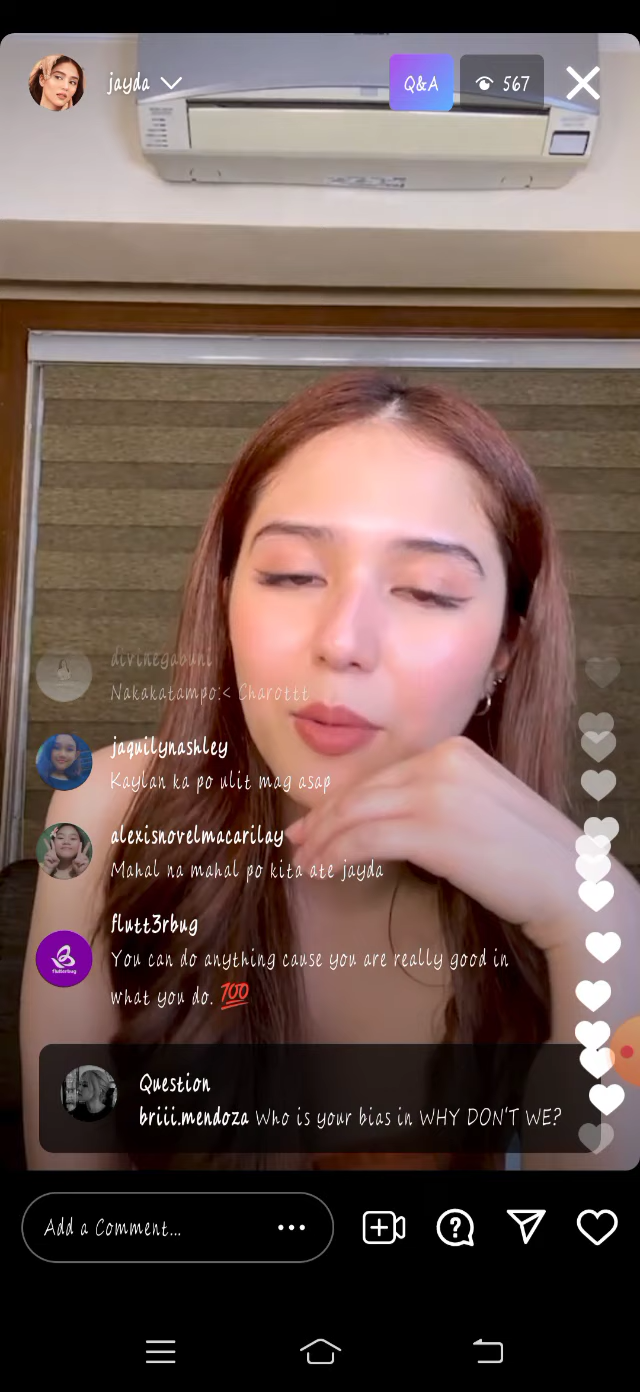 jayda
Q&A
567
divinegabuni
Nakakatampo:< Charottt
jaquilynashley
Kaylan ka po ulit mag asap
alexisnovelmacarilay
Mahal na mahal po kita ate jayda
flutt3rbug
flutterbug
You can do anything cause you are really good in
what you do. 💯
Question
briii.mendoza Who is your bias in WHY DON'T WE?
Add a Comment...